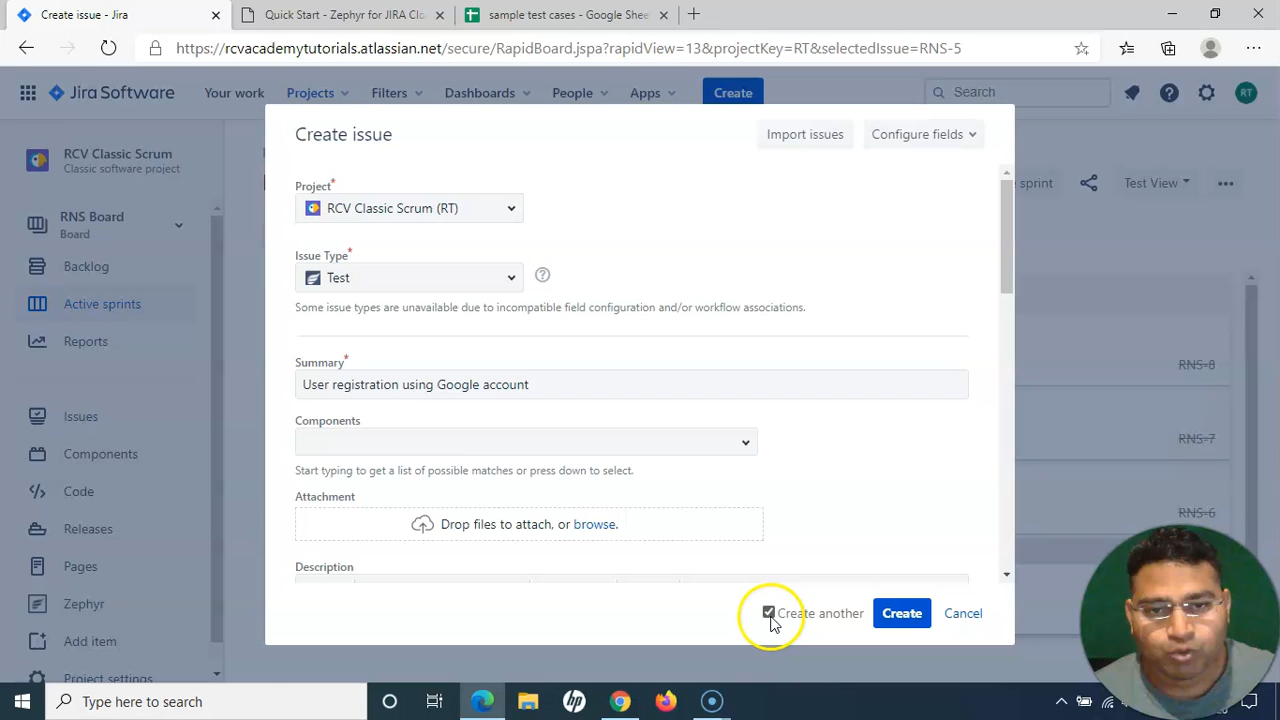 Create issue - Jira
Quick Start - Zephyr for JIRA Clo
sample test cases - Google Shee
https://rcvacademytutorials.atlassian.net/secure/RapidBoard.jspa?rapidView=13&projectKey=RT&selectedIssue=RNS-5
Jira Software
Your work
Projects
Filters
Dashboards
People
Apps
Create
Search
RT
RCV Classic Scrum
Classic software project
RNS Board
Board
Backlog
Active sprints
Reports
Issues
Components
Code
Releases
Pages
Zephyr
Add item
Project settings
Create issue
Import issues
Configure fields
Project*
RCV Classic Scrum (RT)
Issue Type*
Test
Some issue types are unavailable due to incompatible field configuration and/or workflow associations.
Summary*
User registration using Google account
Components
Start typing to get a list of possible matches or press down to select.
Attachment
Drop files to attach, or browse.
Description
Create another
Create
Cancel
sprint
Test View
RNS-8
RNS-7
RNS-6
Type here to search